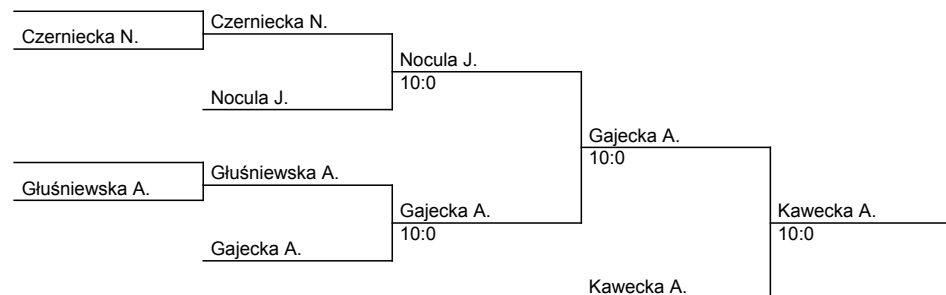 Czerniecka N.
Czerniecka N.
Nocula J.
10:0
Nocula J.
Gajecka A.
10:0
Głuśniewska A.
Głuśniewska A.
Gajecka A.
10:0
Gajecka A.
Kawecka A.
10:0
Kawecka A.